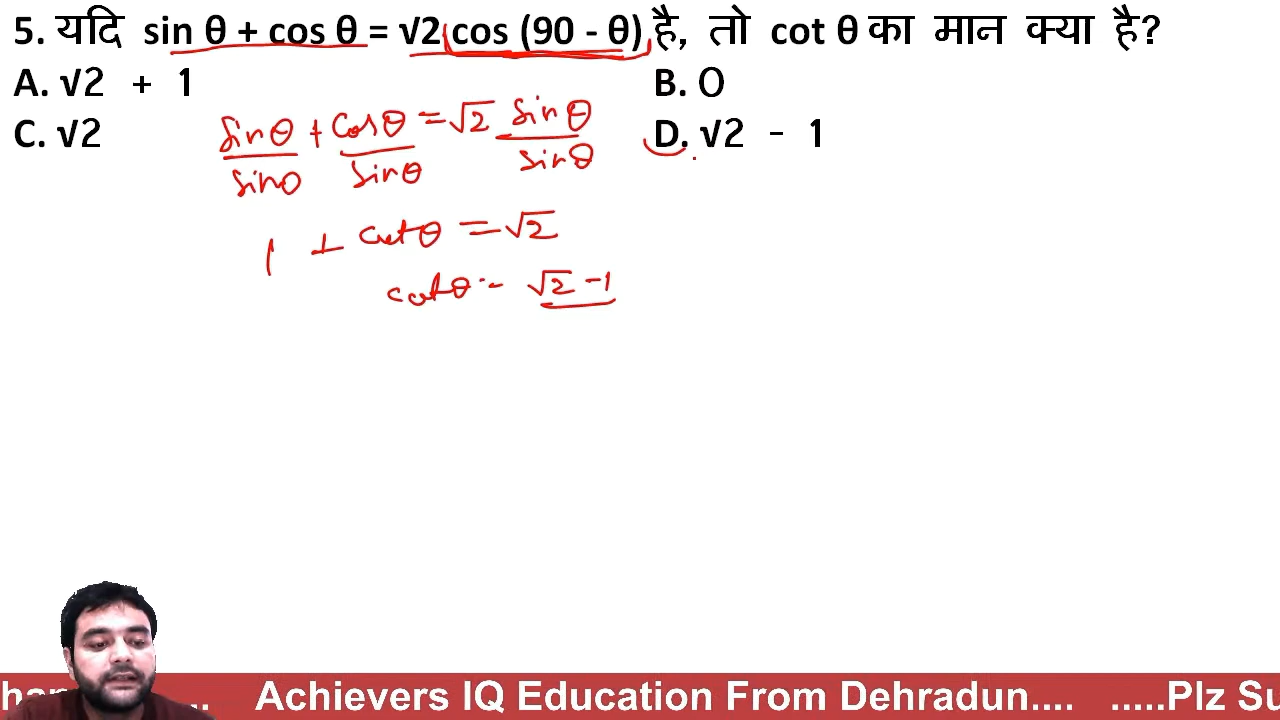 5. यदि sin θ + cos θ = √2 cos (90 - θ) है, तो cot θ का मान क्या है?
A. √2 + 1 B. 0
C. √2 D. √2 - 1
sinθ/sinθ + cosθ/sinθ = √2 sinθ/sinθ
1 + cotθ = √2
cotθ = √2 - 1
Achievers IQ Education From Dehradun.... .....Plz Su